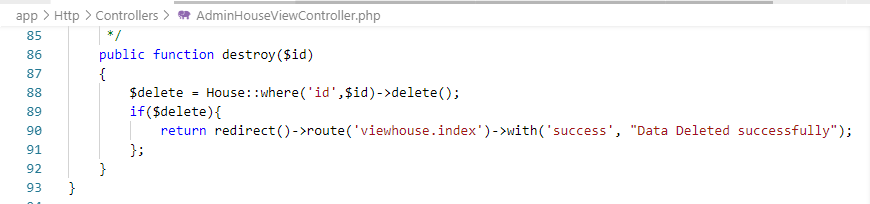 app > Http > Controllers > AdminHouseViewController.php
85 */
86 public function destroy($id)
87 {
88 $delete = House::where('id',$id)->delete();
89 if($delete){
90 return redirect()->route('viewhouse.index')->with('success', "Data Deleted successfully");
91 };
92 }
93 }